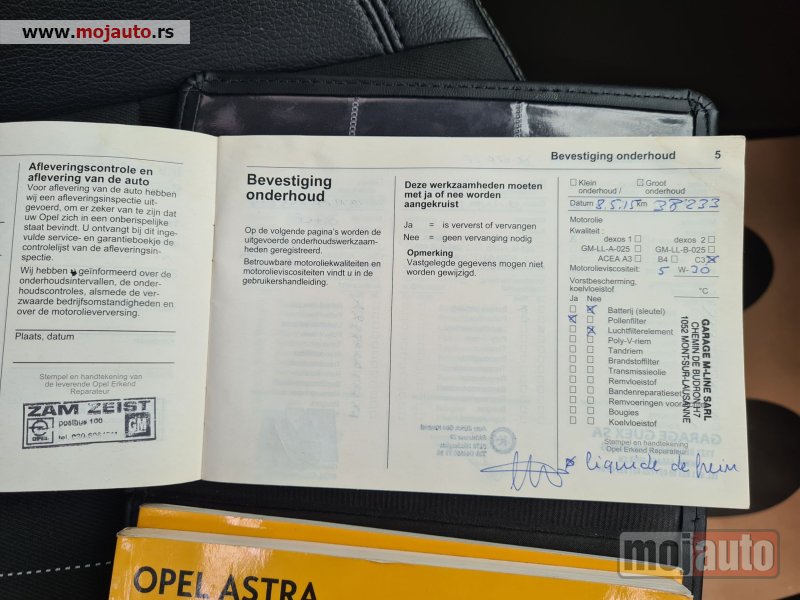 www.mojauto.rs
Afleveringscontrole en
aflevering van de auto
Voor aflevering van de auto hebben
wij een afleveringsinspectie uit-
gevoerd, om er zeker van te zijn dat
uw Opel zich in een onberispelijke
staat bevindt. U ontvangt bij dit inge-
vulde service- en garantieboekje de
controlelijst van de afleveringsin-
spectie.
Wij hebben u geïnformeerd over de
onderhoudsintervallen, de onder-
houdscontroles, alsmede de ver-
zwaarde bedrijfsomstandigheden en
over de motorolieverversing.
Plaats, datum
Stempel en handtekening van
de leverende Opel Erkend
Reparateur
ZAM ZEIST
postbus 100
OPEL
GM
Bevestiging
onderhoud
Op de volgende pagina's worden de
uitgevoerde onderhoudswerkzaam-
heden geregistreerd.
Betrouwbare motoroliekwaliteiten en
motorolieviscositeiten vindt u in de
gebruikershandleiding.
Deze werkzaamheden moeten
met ja of nee worden
aangekruist
Ja = is ververst of vervangen
Nee = geen vervanging nodig
Opmerking
Vastgelegde gegevens mogen niet
worden gewijzigd.
Bevestiging onderhoud 5
Klein onderhoud / Groot onderhoud
Datum 8.5.15 km 38233
Motorolie
Kwaliteit :
dexos 1 dexos 2
GM-LL-A-025 GM-LL-B-025
ACEA A3 B4 C3
Motorolieviscositeit: 5 W-30
Vorstbescherming,
koelvloeistof °C
Ja Nee
Batterij (sleutel)
Pollenfilter
Luchtfilterelement
Poly-V-riem
Tandriem
Brandstoffilter
Transmissieolie
Remvloeistof
Bandenreparatieset
Remvoeringen voor
Bougies
Koelvloeistof
Stempel en handtekening
Opel Erkend Reparateur
GARAGE M-LINE SARL
CHEMIN DE BUDRON H7
1052 MONT-SUR-LAUSANNE
liquide de frein
OPEL ASTRA
mojauto